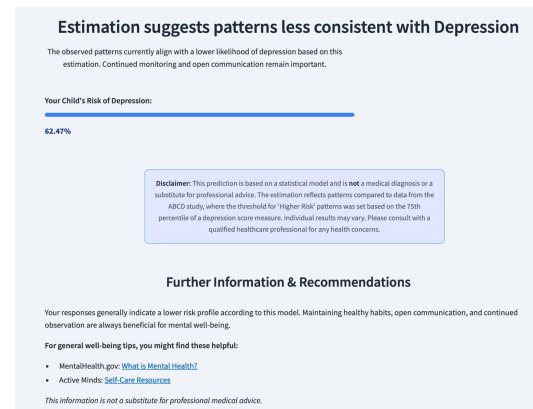 Estimation suggests patterns less consistent with Depression
The observed patterns currently align with a lower likelihood of depression based on this
estimation. Continued monitoring and open communication remain important.
Your Child's Risk of Depression:
62.47%
Disclaimer: This prediction is based on a statistical model and is not a medical diagnosis or a
substitute for professional advice. The estimation reflects patterns compared to data from the
ABCD study, where the threshold for 'Higher Risk' patterns was set based on the 75th
percentile of a depression score measure. Individual results may vary. Please consult with a
qualified healthcare professional for any health concerns.
Further Information & Recommendations
Your responses generally indicate a lower risk profile according to this model. Maintaining healthy habits, open communication, and continued
observation are always beneficial for mental well-being.
For general well-being tips, you might find these helpful:
• MentalHealth.gov: What is Mental Health?
• Active Minds: Self-Care Resources
This information is not a substitute for professional medical advice.